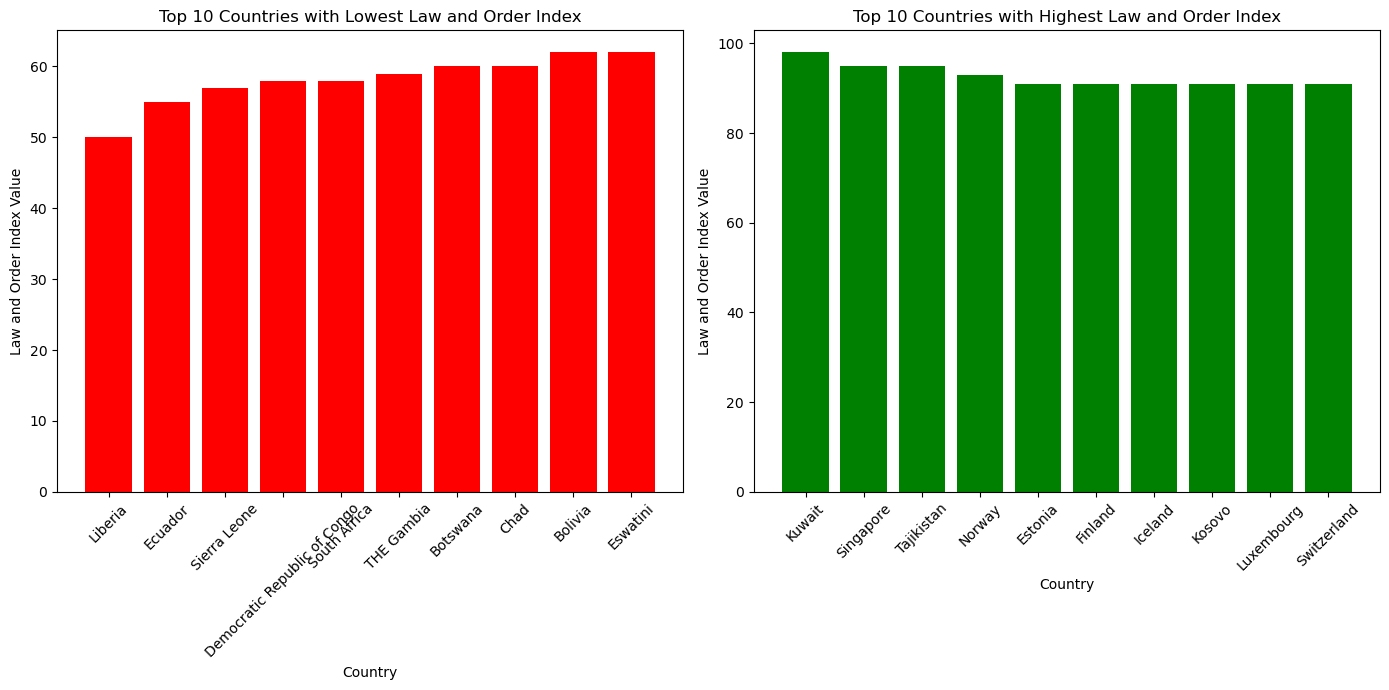 Top 10 Countries with Lowest Law and Order Index
Law and Order Index Value
60
50
40
30
20
10
0
Liberia
Ecuador
Sierra Leone
Democratic Republic of Congo
South Africa
THE Gambia
Botswana
Chad
Bolivia
Eswatini
Country
Top 10 Countries with Highest Law and Order Index
Law and Order Index Value
100
80
60
40
20
0
Kuwait
Singapore
Tajikistan
Norway
Estonia
Finland
Iceland
Kosovo
Luxembourg
Switzerland
Country